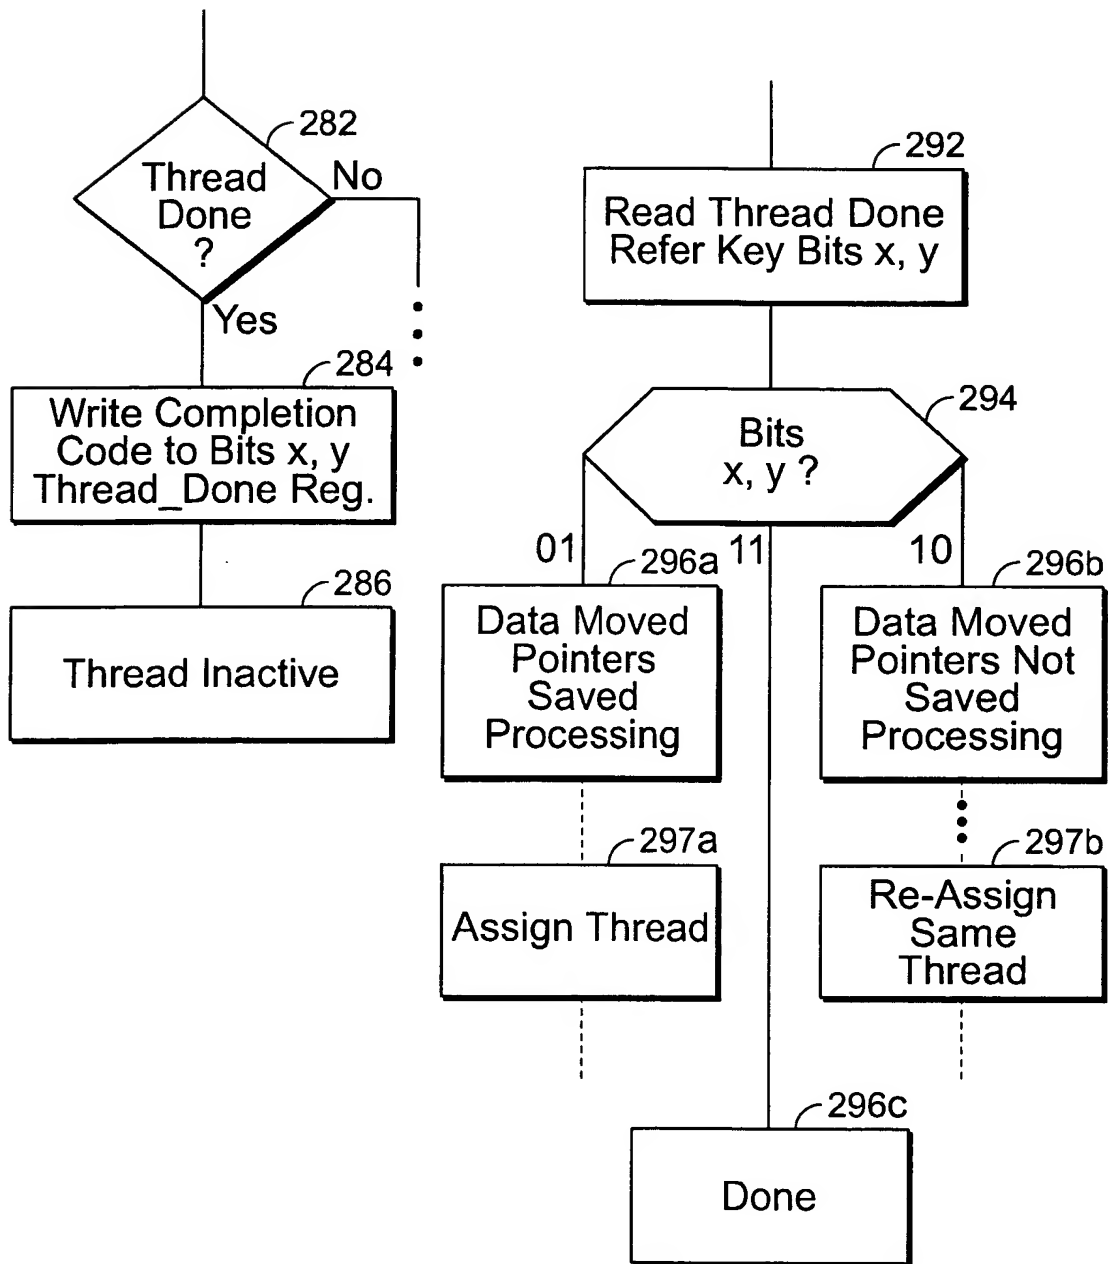 282
Thread
Done
?
No
Yes
284
Write Completion
Code to Bits x, y
Thread_Done Reg.
286
Thread Inactive
292
Read Thread Done
Refer Key Bits x, y
294
Bits
x, y ?
01
11
10
296a
Data Moved
Pointers
Saved
Processing
296b
Data Moved
Pointers Not
Saved
Processing
297a
Assign Thread
297b
Re-Assign
Same
Thread
296c
Done